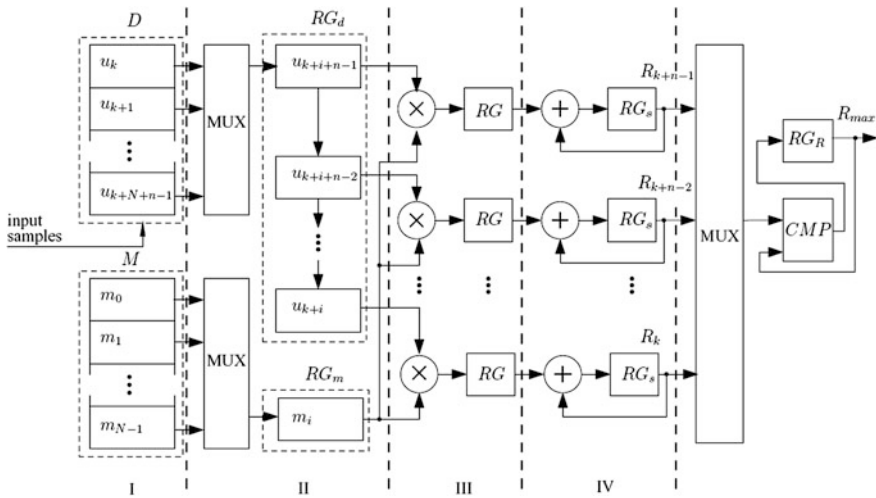 D
RG_d
u_k
u_{k+1}
u_{k+N+n-1}
MUX
u_{k+i+n-1}
u_{k+i+n-2}
u_{k+i}
input
samples
M
m_0
m_1
m_{N-1}
MUX
RG_m
m_i
×
RG
+
RG_s
R_{k+n-1}
×
RG
+
RG_s
R_{k+n-2}
×
RG
+
RG_s
R_k
MUX
RG_R
R_{max}
CMP
I
II
III
IV